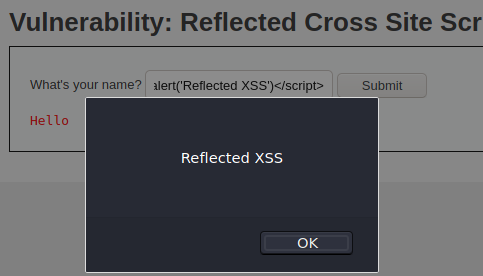 Vulnerability: Reflected Cross Site Scr
What's your name? alert('Reflected XSS')</script> Submit
Hello
Reflected XSS
OK